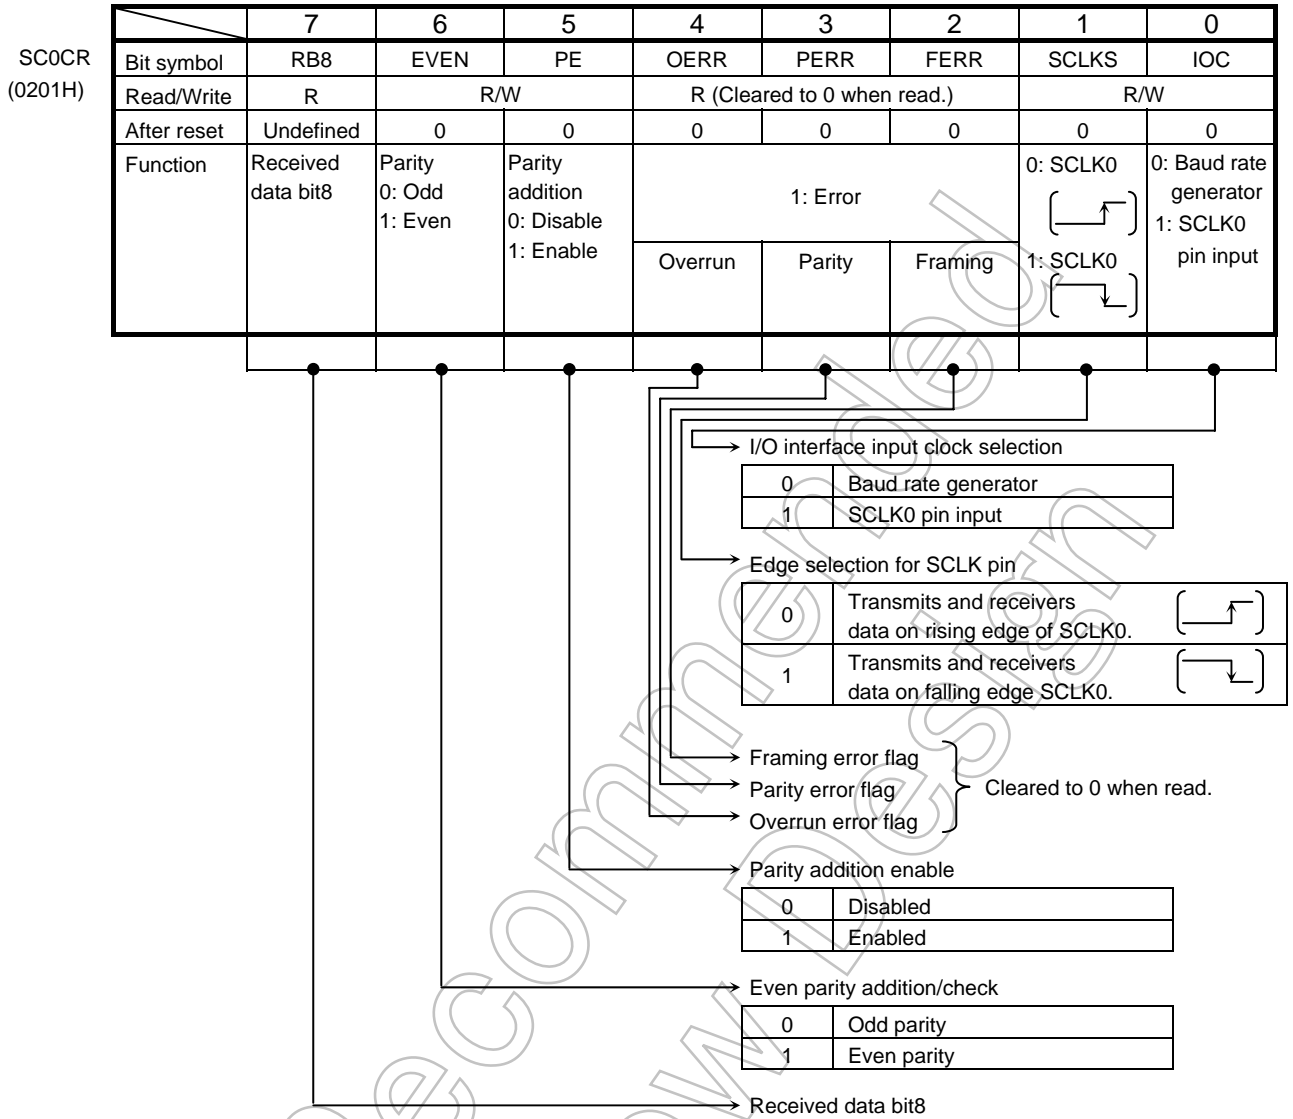 7 6 5 4 3 2 1 0
SC0CR
(0201H)
Bit symbol RB8 EVEN PE OERR PERR FERR SCLKS IOC
Read/Write R R/W R (Cleared to 0 when read.) R/W
After reset Undefined 0 0 0 0 0 0 0
Function
Received
data bit8
Parity
0: Odd
1: Even
Parity
addition
0: Disable
1: Enable
1: Error
Overrun Parity Framing
0: SCLK0
1: SCLK0
0: Baud rate
generator
1: SCLK0
pin input
I/O interface input clock selection
0 Baud rate generator
1 SCLK0 pin input
Edge selection for SCLK pin
0 Transmits and receivers
data on rising edge of SCLK0.
1 Transmits and receivers
data on falling edge SCLK0.
Framing error flag
Parity error flag
Overrun error flag
Cleared to 0 when read.
Parity addition enable
0 Disabled
1 Enabled
Even parity addition/check
0 Odd parity
1 Even parity
Received data bit8
ecommended
w Design